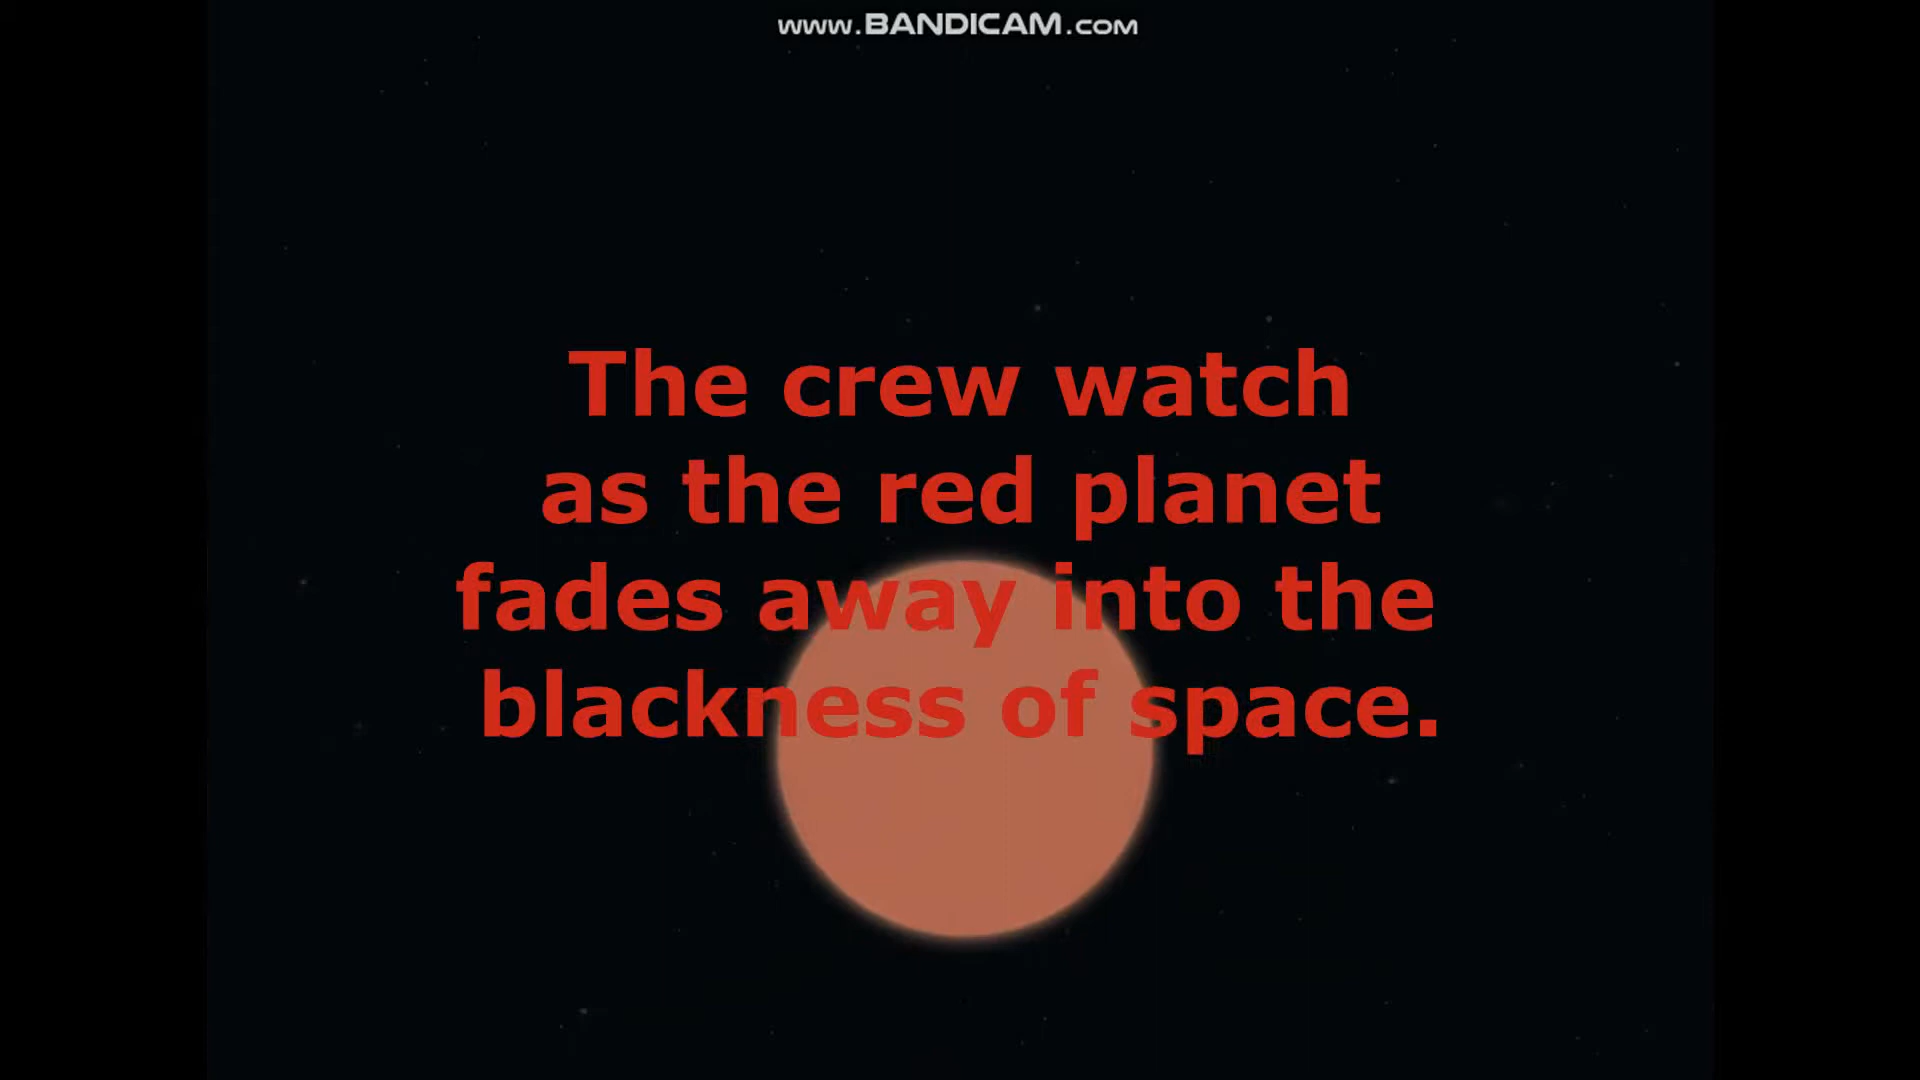 www.BANDICAM.com
The crew watch
as the red planet
fades away into the
blackness of space.